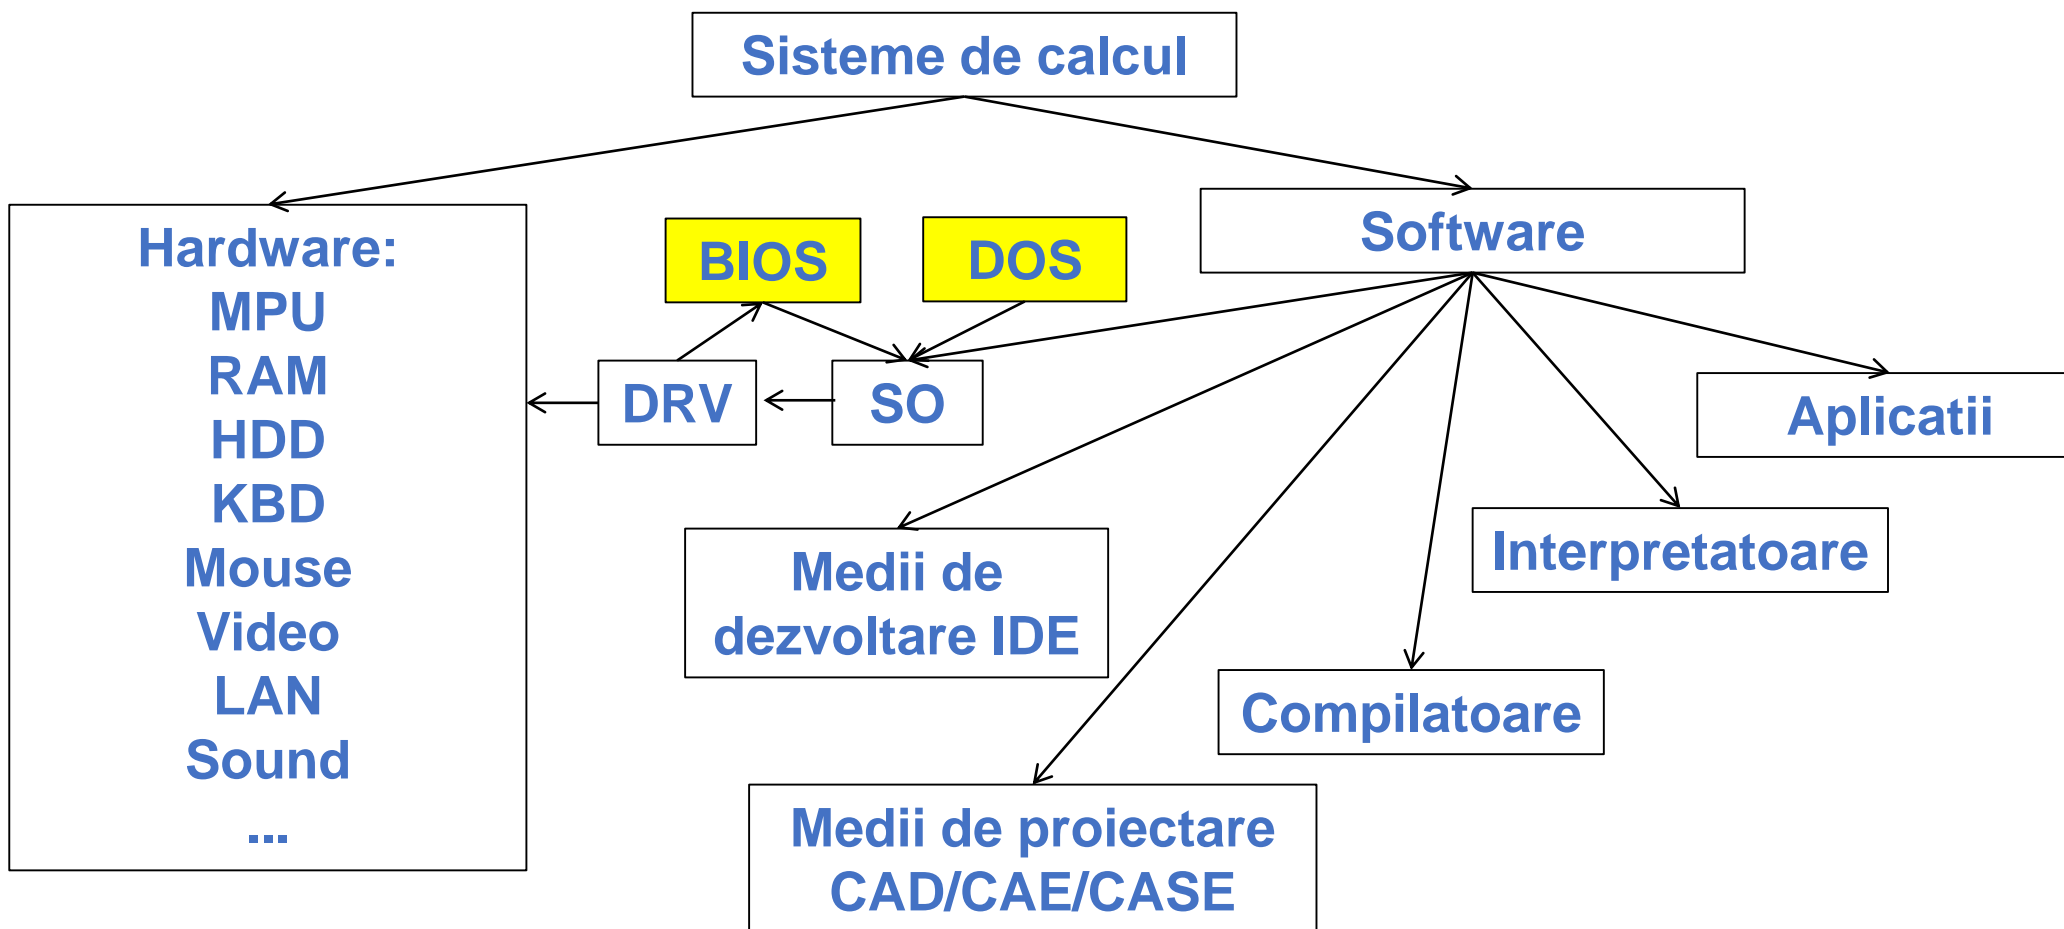 Sisteme de calcul
Hardware:
MPU
RAM
HDD
KBD
Mouse
Video
LAN
Sound
...
BIOS
DOS
Software
DRV
SO
Aplicatii
Medii de
dezvoltare IDE
Interpretatoare
Compilatoare
Medii de proiectare
CAD/CAE/CASE